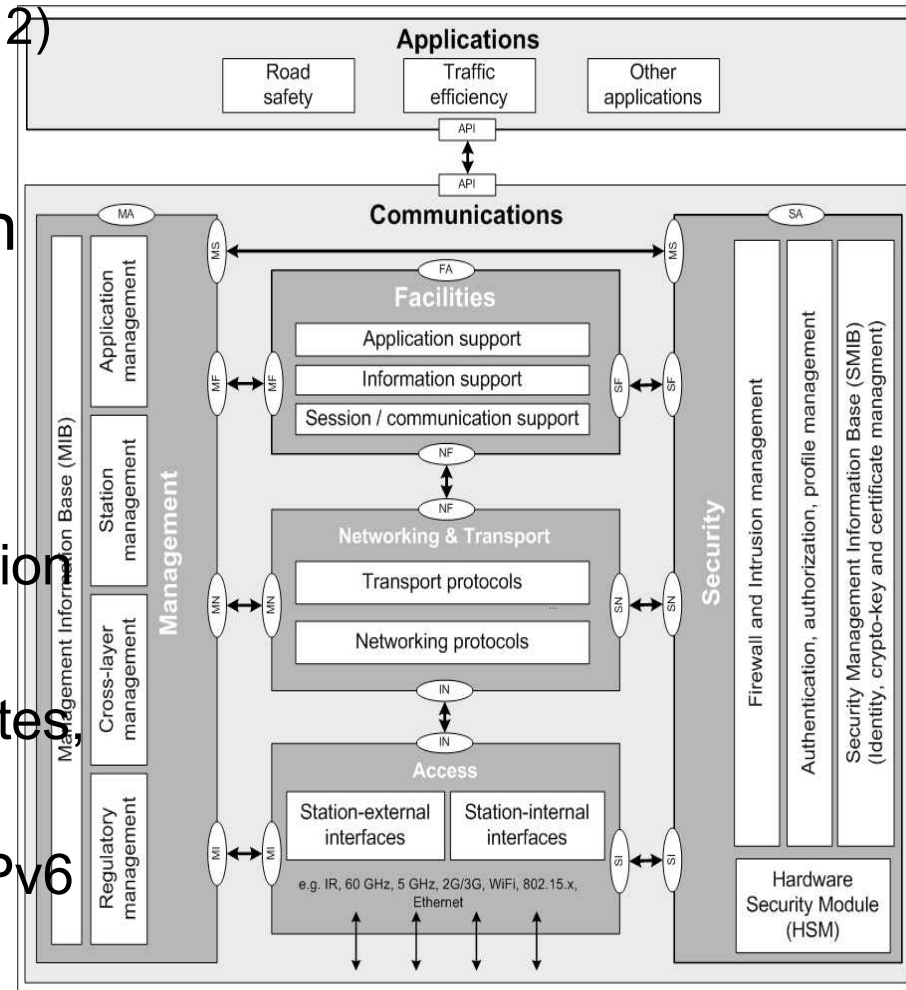 2)
Applications
Road
safety
Traffic
efficiency
Other
applications
API
API
n
Communications
MA
SA
MS
MS
FA
Facilities
Application support
Information support
Session / communication support
MF
MF
SF
SF
NF
NF
Networking & Transport
Transport protocols
...
Networking protocols
MN
MN
SN
SN
IN
IN
Access
Station-external
interfaces
Station-internal
interfaces
e.g. IR, 60 GHz, 5 GHz, 2G/3G, WiFi, 802.15.x,
Ethernet
MI
MI
SI
SI
Management Information Base (MIB)
Application
management
Station
management
Cross-layer
management
Regulatory
management
Management
Security
Firewall and Intrusion management
Authentication, authorization, profile management
Security Management Information Base (SMIB)
(Identity, crypto-key and certificate managment)
Hardware
Security Module
(HSM)
ion
tes,
Pv6